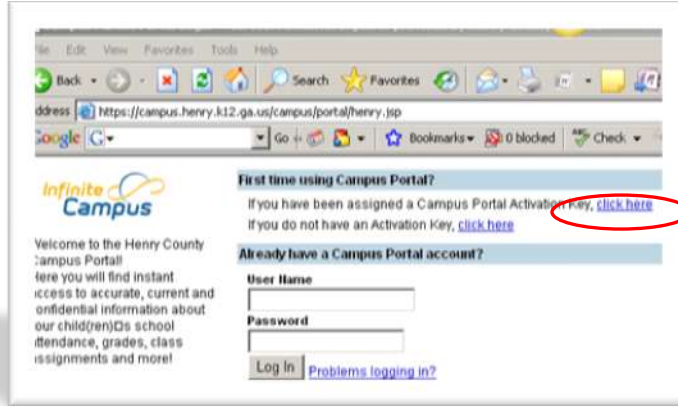 File Edit View Favorites Tools Help
Back Search Favorites
ddress https://campus.henry.k12.ga.us/campus/portal/henry.jsp
Google G Go Bookmarks 0 blocked Check
Infinite Campus
Welcome to the Henry County
Campus Portal!
Here you will find instant
access to accurate, current and
confidential information about
your child(ren)□s school
attendance, grades, class
assignments and more!
First time using Campus Portal?
If you have been assigned a Campus Portal Activation Key, click here
If you do not have an Activation Key, click here
Already have a Campus Portal account?
User Name
Password
Log In Problems logging in?